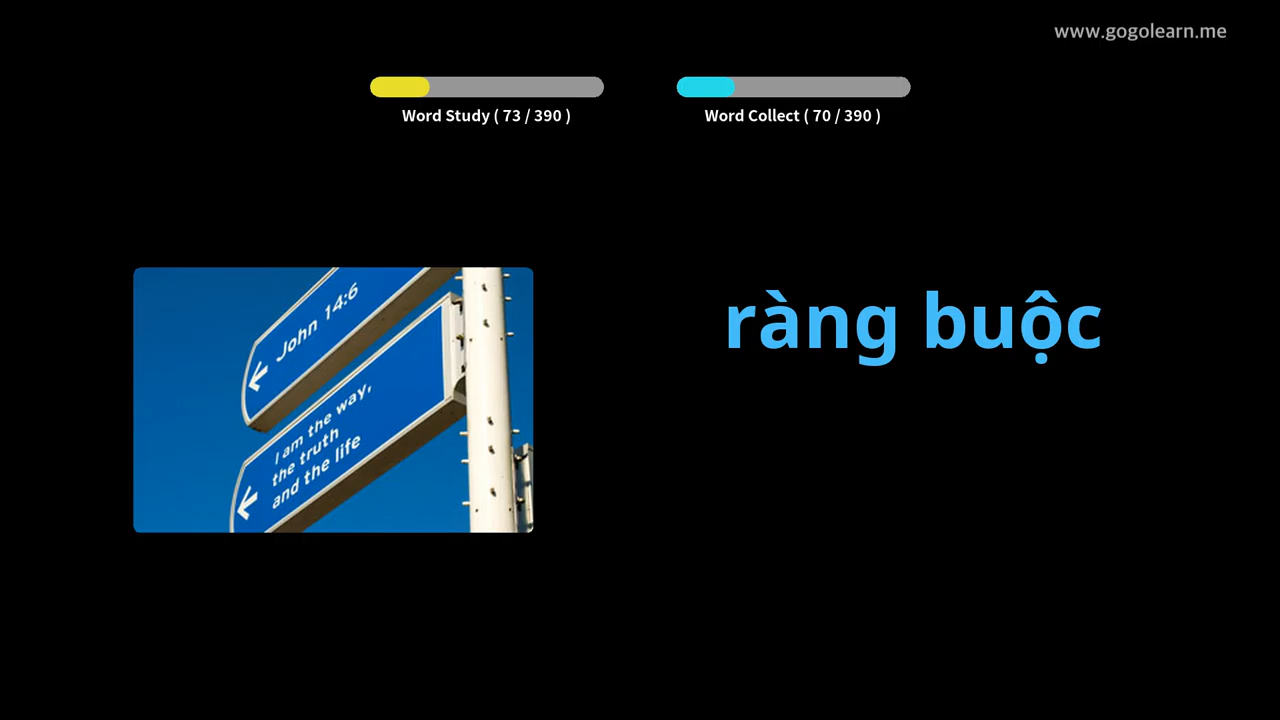 www.gogolearn.me
Word Study ( 73 / 390 )
Word Collect ( 70 / 390 )
John 14:6
I am the way,
the truth
and the life
ràng buộc